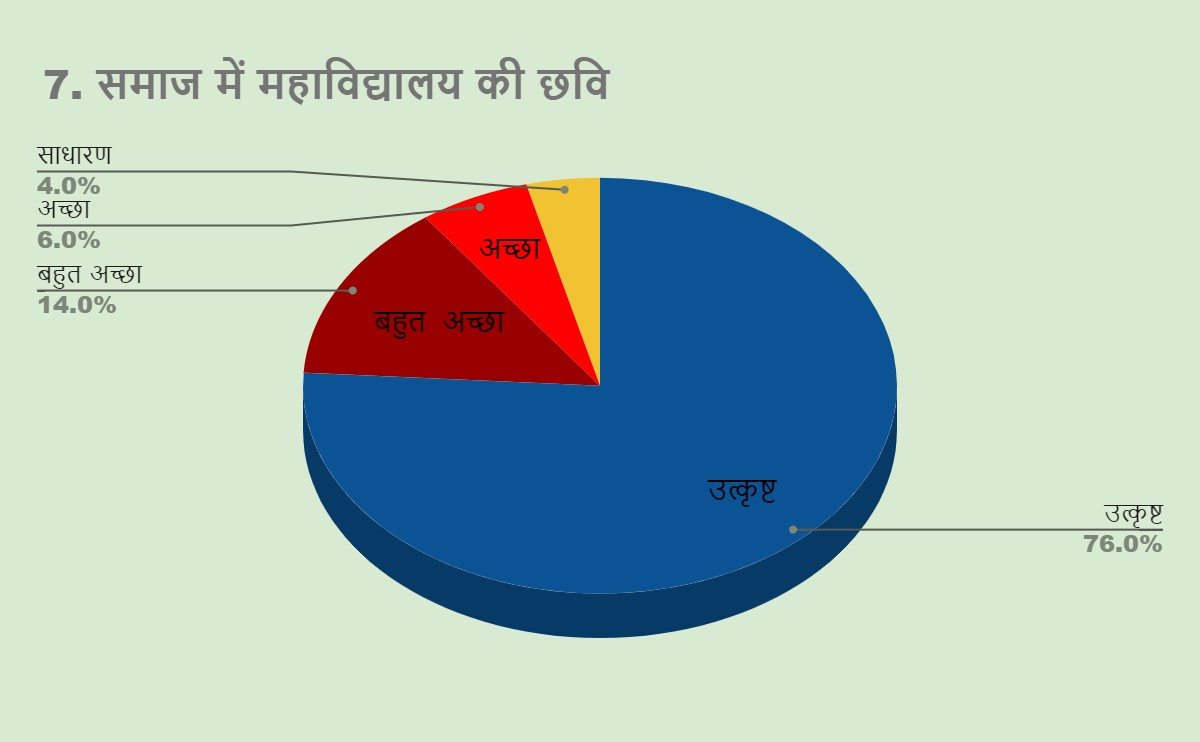 7. समाज में महाविद्यालय की छवि
साधारण
4.0%
अच्छा
6.0%
बहुत अच्छा
14.0%
अच्छा
बहुत अच्छा
उत्कृष्ट
उत्कृष्ट
76.0%